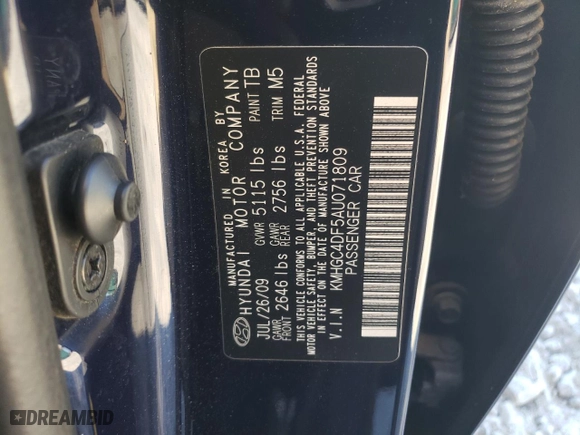 MANUFACTURED IN KOREA BY
HYUNDAI MOTOR COMPANY
JUL/26/09 GVWR 5115 lbs PAINT TB
GAWR FRONT 2646 lbs GAWR REAR 2756 lbs TRIM M5
THIS VEHICLE CONFORMS TO ALL APPLICABLE U.S.A. FEDERAL
MOTOR VEHICLE SAFETY, BUMPER, AND THEFT PREVENTION STANDARDS
IN EFFECT ON THE DATE OF MANUFACTURE SHOWN ABOVE
V.I.N KMHGC4DF5AU071809
PASSENGER CAR
DREAMBID